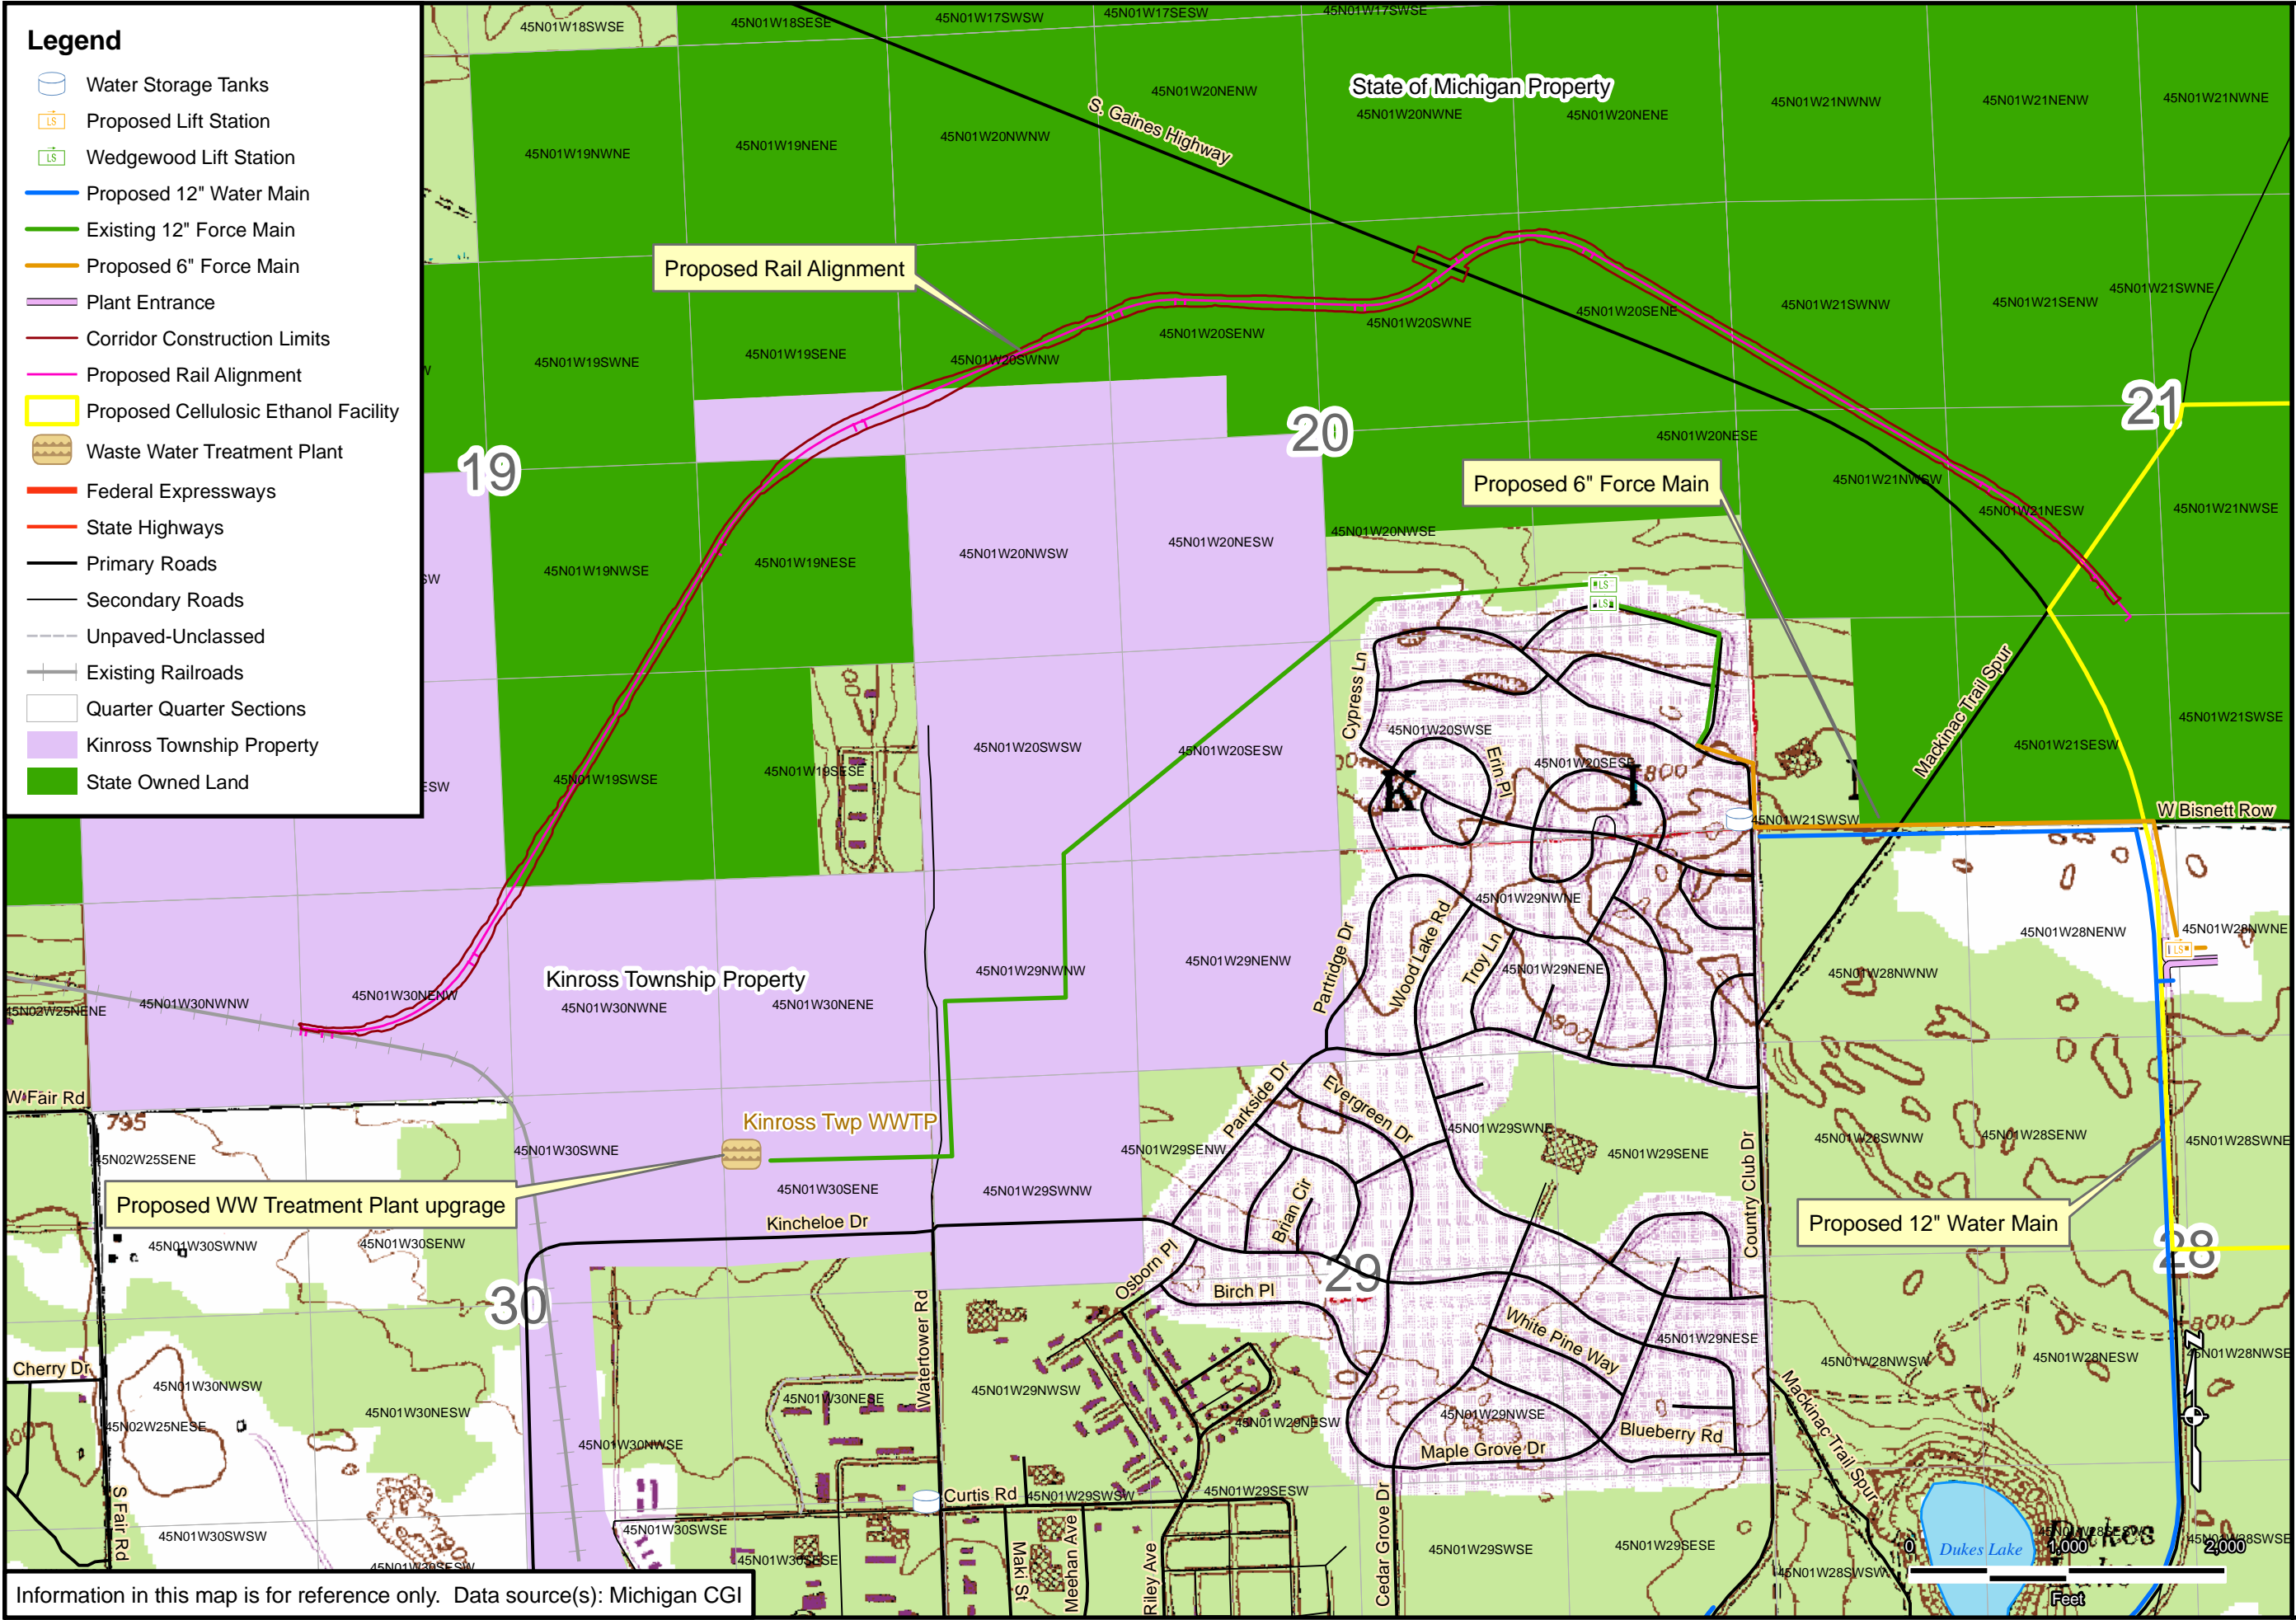 Legend
Water Storage Tanks
Proposed Lift Station
Wedgewood Lift Station
Proposed 12" Water Main
Existing 12" Force Main
Proposed 6" Force Main
Plant Entrance
Corridor Construction Limits
Proposed Rail Alignment
Proposed Cellulosic Ethanol Facility
Waste Water Treatment Plant
Federal Expressways
State Highways
Primary Roads
Secondary Roads
Unpaved-Unclassed
Existing Railroads
Quarter Quarter Sections
Kinross Township Property
State Owned Land
45N01W18SWSE
45N01W18SESE
45N01W17SWSW
45N01W17SESW
45N01W17SWSE
State of Michigan Property
S. Gaines Highway
45N01W19NWNE
45N01W19NENE
45N01W20NWNW
45N01W20NENW
45N01W20NWNE
45N01W20NENE
45N01W21NWNW
45N01W21NENW
45N01W21NWNE
Proposed Rail Alignment
45N01W19SWNE
45N01W19SENE
45N01W20SWNW
45N01W20SENW
45N01W20SWNE
45N01W20SENE
45N01W21SWNW
45N01W21SENW
45N01W21SWNE
19
20
21
45N01W20NESE
Proposed 6" Force Main
45N01W21NWSW
45N01W21NESW
45N01W21NWSE
45N01W19NWSE
45N01W19NESE
45N01W20NWSW
45N01W20NESW
45N01W20NWSE
LS
LS
Cypress Ln
Mackinac Trail Spur
45N01W19SWSE
45N01W19SESE
45N01W20SWSW
45N01W20SESW
45N01W20SWSE
Erin Pl
45N01W20SESE
800
K
I
45N01W21SWSW
45N01W21SESW
45N01W21SWSE
W Bisnett Row
45N02W25NENE
45N01W30NWNW
45N01W30NENW
Kinross Township Property
45N01W30NWNE
45N01W30NENE
45N01W29NWNW
45N01W29NENW
Partridge Dr
Wood Lake Rd
Troy Ln
45N01W29NWNE
45N01W29NENE
800
45N01W28NWNW
45N01W28NENW
45N01W28NWNE
LS
W Fair Rd
795
45N02W25SENE
45N01W30SWNE
Kinross Twp WWTP
45N01W30SENE
45N01W29SWNW
45N01W29SENW
Parkside Dr
Evergreen Dr
45N01W29SWNE
45N01W29SENE
Country Club Dr
45N01W28SWNW
45N01W28SENW
45N01W28SWNE
Proposed WW Treatment Plant upgrage
Proposed 12" Water Main
45N01W30SWNW
45N01W30SENW
Kincheloe Dr
Brian Cir
Osborn Pl
Birch Pl
30
29
28
Watertower Rd
White Pine Way
45N01W29NESE
800
N
Cherry Dr
45N01W30NWSW
45N02W25NESE
45N01W30NESW
45N01W30NWSE
45N01W30NESE
45N01W29NWSW
45N01W29NESW
45N01W29NWSE
Blueberry Rd
Maple Grove Dr
Mackinac Trail Spur
45N01W28NWSW
45N01W28NESW
45N01W28NWSE
S Fair Rd
45N01W30SWSW
45N01W30SESW
45N01W30SWSE
45N01W30SESE
Curtis Rd
Maki St
Meehan Ave
Riley Ave
45N01W29SWSW
45N01W29SESW
Cedar Grove Dr
45N01W29SWSE
45N01W29SESE
45N01W28SWSW
45N01W28SESW
45N01W28SWSE
Dukes Lake
0
1,000
2,000
Feet
Information in this map is for reference only. Data source(s): Michigan CGI